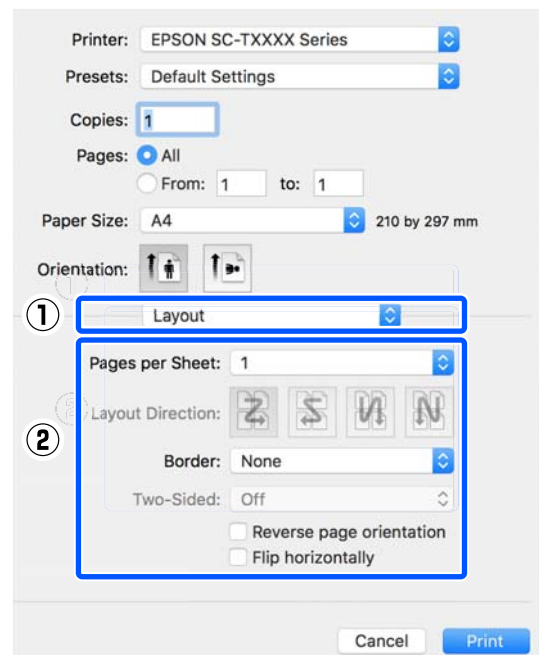 Printer: EPSON SC-TXXXX Series
Presets: Default Settings
Copies: 1
Pages: All
From: 1 to: 1
Paper Size: A4 210 by 297 mm
Orientation:
① Layout
Pages per Sheet: 1
② Layout Direction:
Border: None
Two-Sided: Off
Reverse page orientation
Flip horizontally
Cancel Print